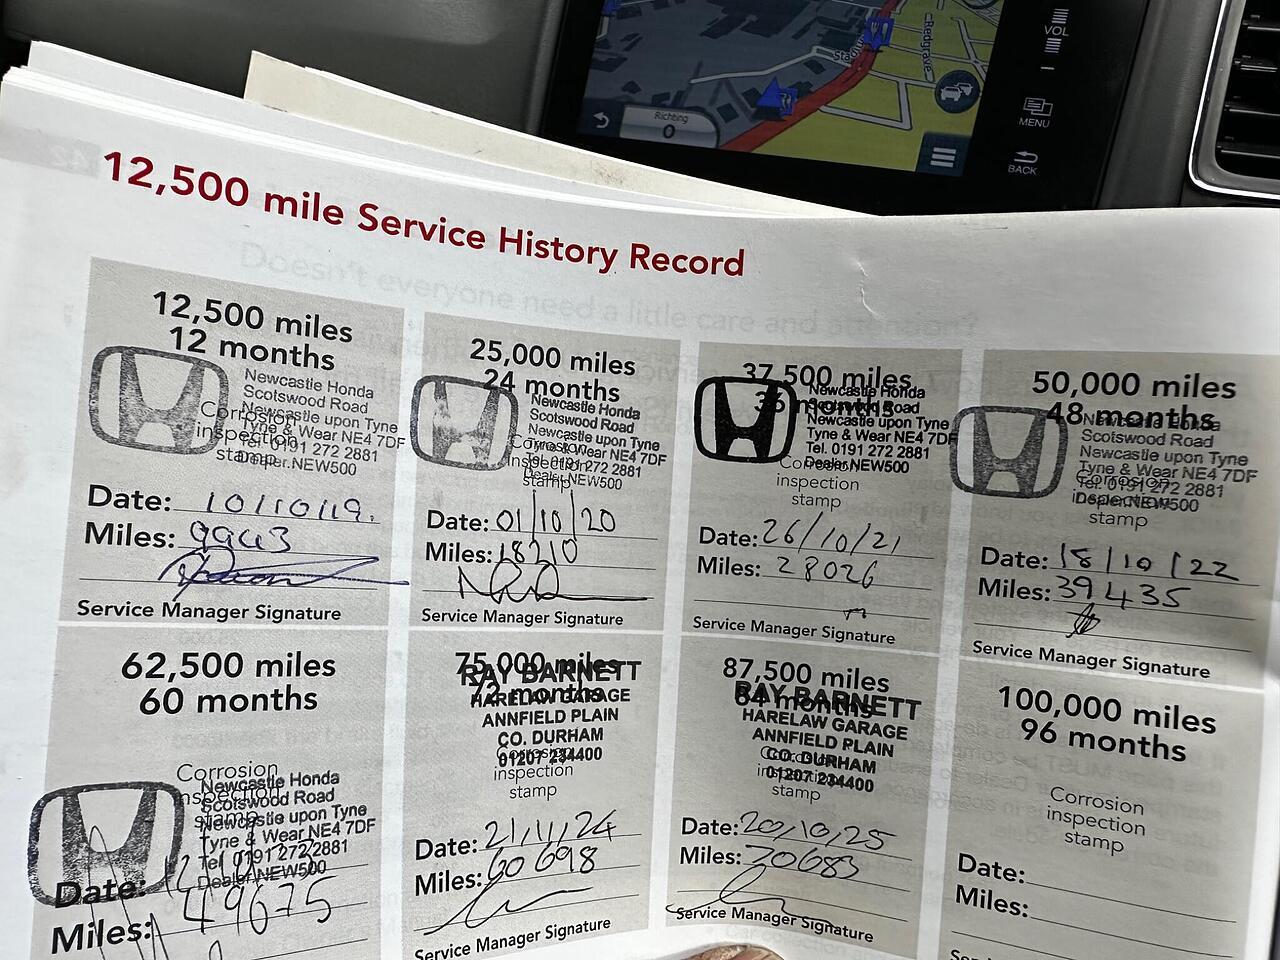 VOL
Redgrave
MENU
BACK
Richting
0
12,500 mile Service History Record
12,500 miles
12 months
Newcastle Honda
Scotswood Road
Newcastle upon Tyne
Tyne & Wear NE4 7DF
Tel. 0191 272 2881
Dealer.NEW500
Corrosion
inspection
stamp
Date: 10/10/19.
Miles: 9943
Service Manager Signature
25,000 miles
24 months
Newcastle Honda
Scotswood Road
Newcastle upon Tyne
Tyne & Wear NE4 7DF
Tel. 0191 272 2881
Dealer.NEW500
Corrosion
inspection
stamp
Date: 01/10/20
Miles: 18210
Service Manager Signature
37,500 miles
36 months
Newcastle Honda
Scotswood Road
Newcastle upon Tyne
Tyne & Wear NE4 7DF
Tel. 0191 272 2881
Dealer.NEW500
Corrosion
inspection
stamp
Date: 26/10/21
Miles: 28026
Service Manager Signature
50,000 miles
48 months
Newcastle Honda
Scotswood Road
Newcastle upon Tyne
Tyne & Wear NE4 7DF
Tel. 0191 272 2881
Dealer.NEW500
Corrosion
inspection
stamp
Date: 18/10/22
Miles: 39435
Service Manager Signature
62,500 miles
60 months
Corrosion
inspection
stamp
Newcastle Honda
Scotswood Road
Newcastle upon Tyne
Tyne & Wear NE4 7DF
Tel. 0191 272 2881
Dealer.NEW500
Date:
Miles: 49675
75,000 miles
72 months
RAY BARNETT
HARELAW GARAGE
ANNFIELD PLAIN
CO. DURHAM
01207 234400
Corrosion
inspection
stamp
Date: 21/11/24
Miles: 60698
Service Manager Signature
87,500 miles
84 months
RAY BARNETT
HARELAW GARAGE
ANNFIELD PLAIN
CO. DURHAM
01207 234400
Corrosion
inspection
stamp
Date: 20/10/25
Miles: 70683
Service Manager Signature
100,000 miles
96 months
Corrosion
inspection
stamp
Date:
Miles: